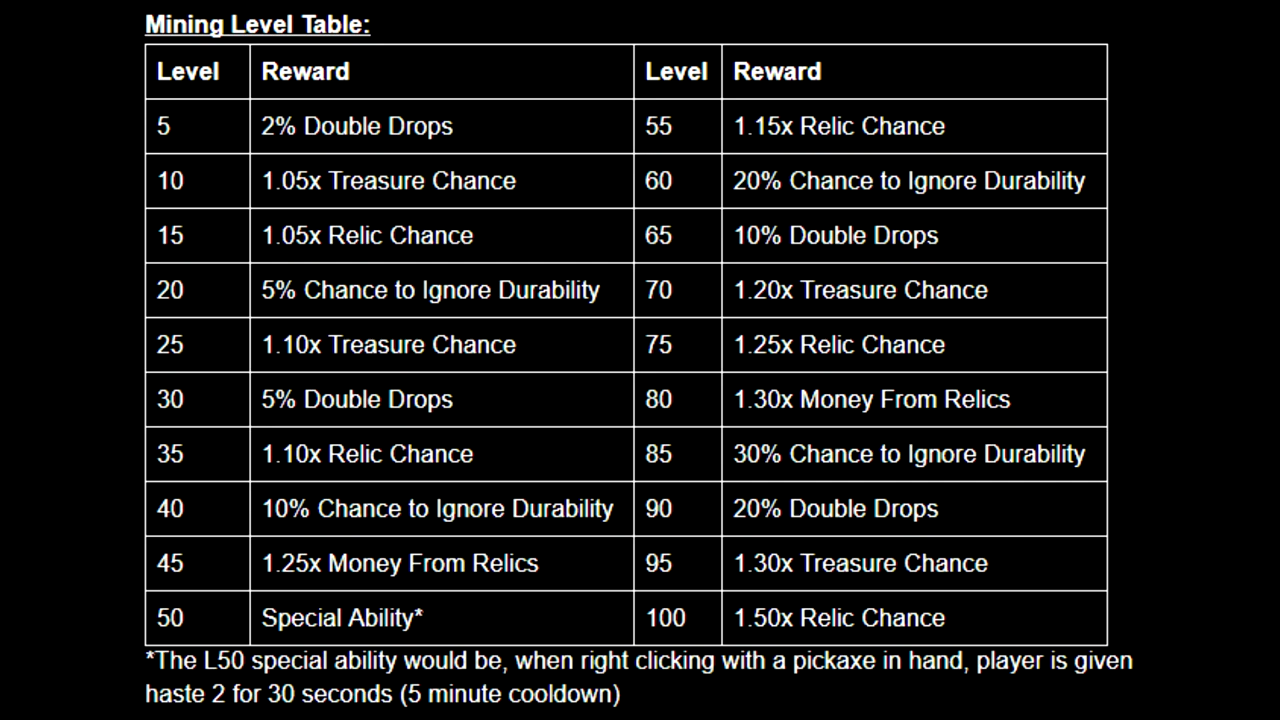 Mining Level Table:
Level Reward Level Reward
5 2% Double Drops 55 1.15x Relic Chance
10 1.05x Treasure Chance 60 20% Chance to Ignore Durability
15 1.05x Relic Chance 65 10% Double Drops
20 5% Chance to Ignore Durability 70 1.20x Treasure Chance
25 1.10x Treasure Chance 75 1.25x Relic Chance
30 5% Double Drops 80 1.30x Money From Relics
35 1.10x Relic Chance 85 30% Chance to Ignore Durability
40 10% Chance to Ignore Durability 90 20% Double Drops
45 1.25x Money From Relics 95 1.30x Treasure Chance
50 Special Ability* 100 1.50x Relic Chance
*The L50 special ability would be, when right clicking with a pickaxe in hand, player is given
haste 2 for 30 seconds (5 minute cooldown)